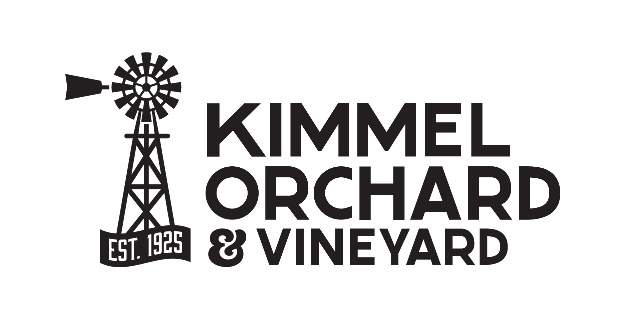 KIMMEL
ORCHARD
& VINEYARD
EST. 1925